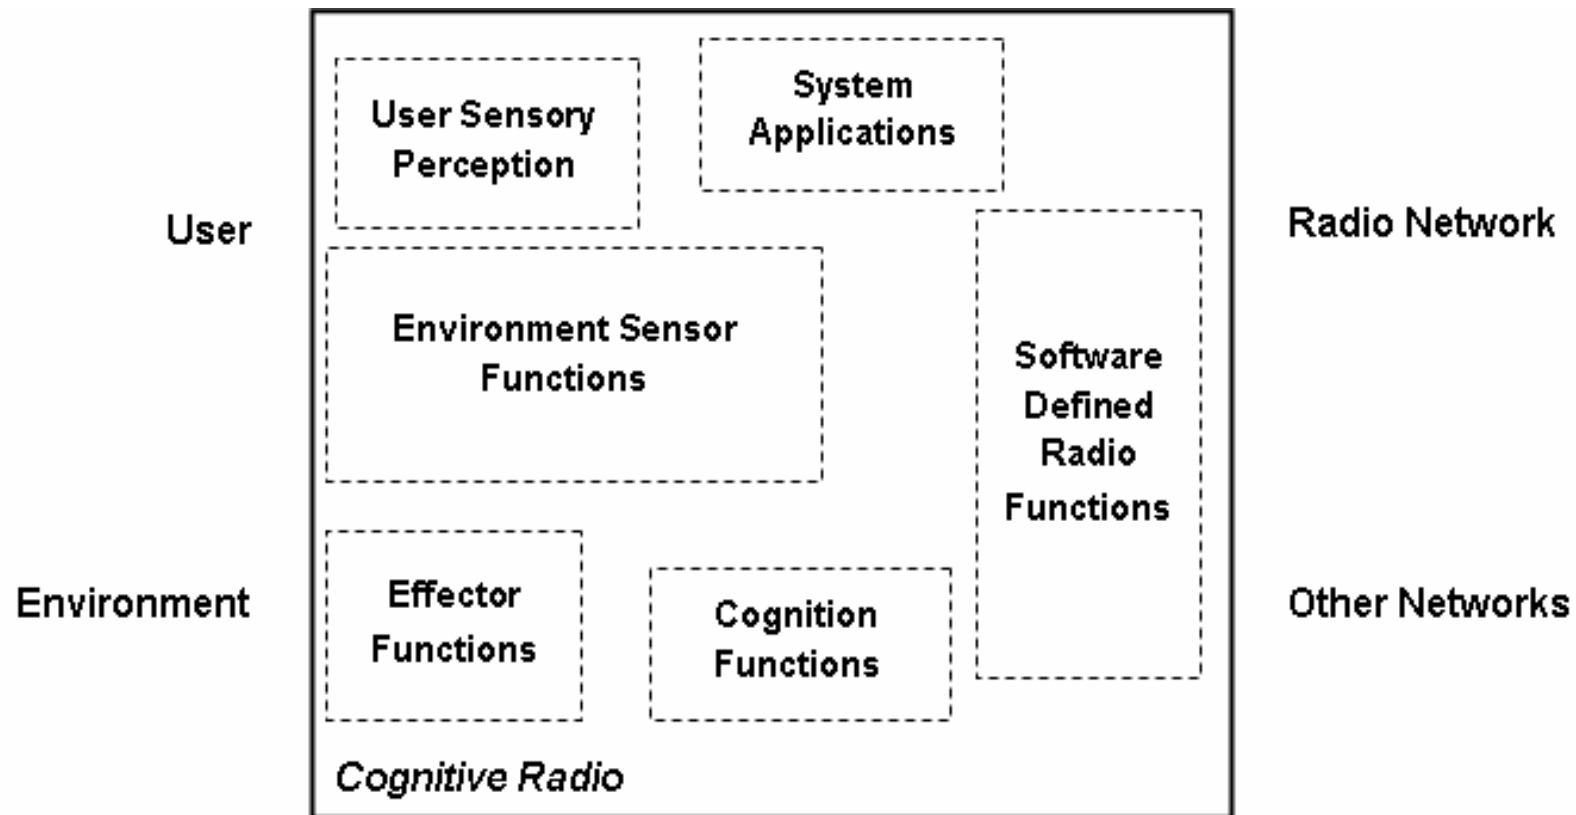 User Sensory
Perception
System
Applications
User
Radio Network
Environment Sensor
Functions
Software
Defined
Radio
Functions
Environment
Effector
Functions
Cognition
Functions
Other Networks
Cognitive Radio